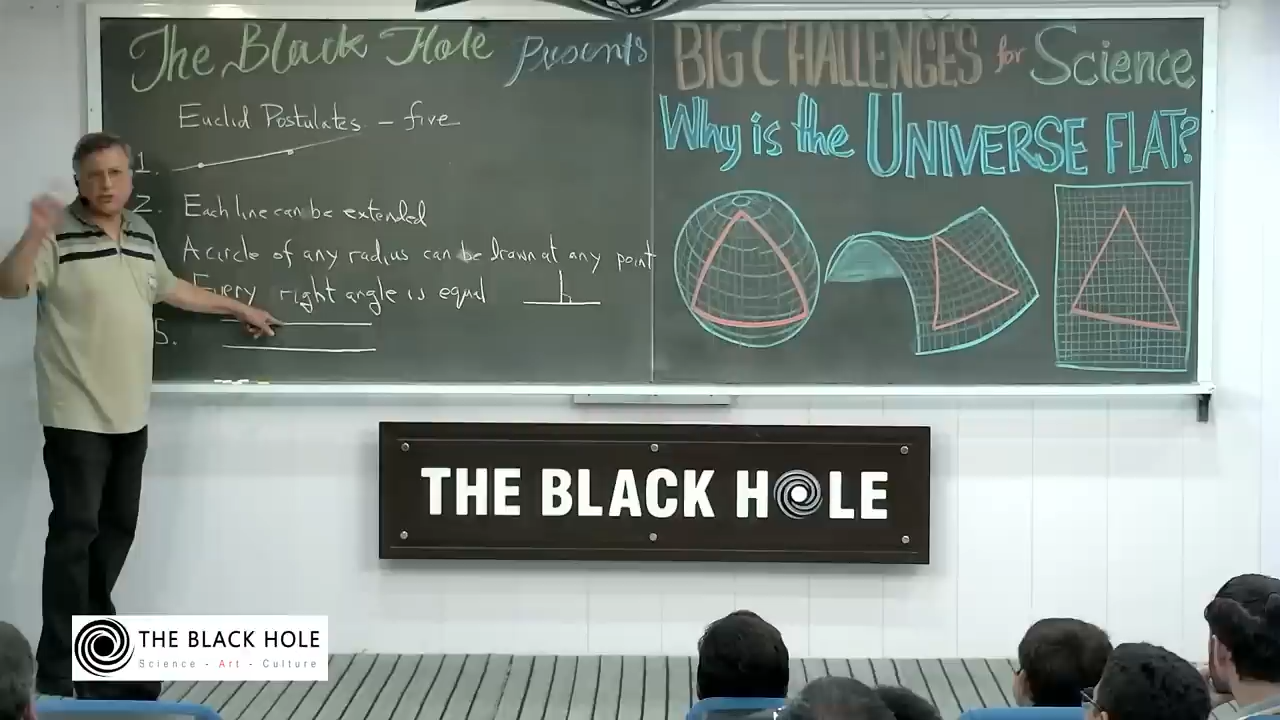 The Black Hole Presents
Euclid Postulates - five
1.
2. Each line can be extended
A circle of any radius can be drawn at any point
Every right angle is equal
5.
BIG CHALLENGES for Science
Why is the UNIVERSE FLAT?
THE BLACK HOLE
THE BLACK HOLE
Science - Art - Culture